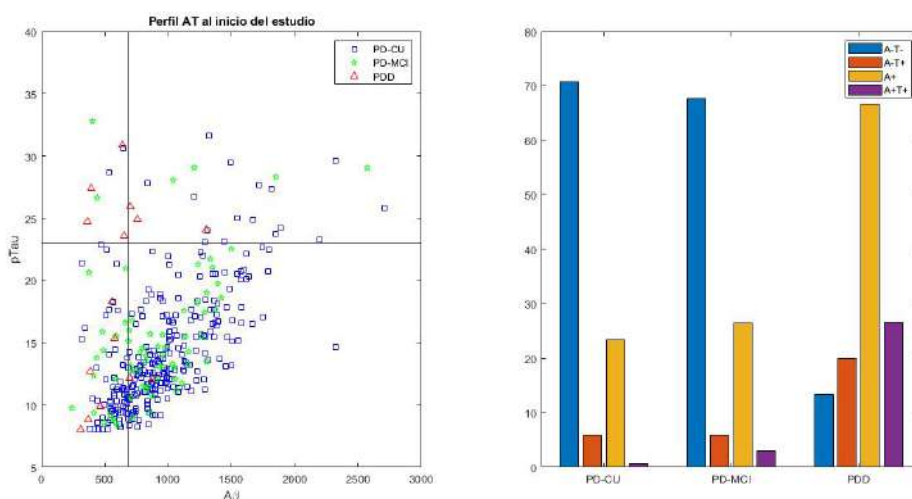 Perfil AT al inicio del estudio
40
35
30
25
20
15
10
5
pTau
0
500
1000
1500
2000
2500
3000
Aβ
PD-CU
PD-MCI
PDD
80
70
60
50
40
30
20
10
0
PD-CU
PD-MCI
PDD
A-T-
A-T+
A+
A+T+